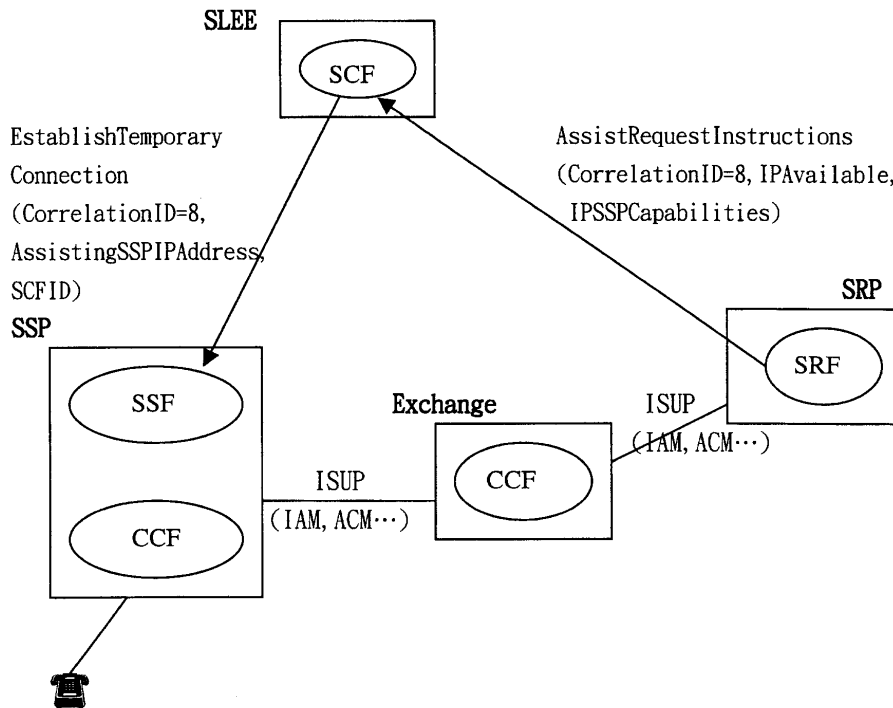 SLEE
SCF
EstablishTemporary
Connection
(CorrelationID=8,
AssistingSSPIPAddress,
SCFID)
AssistRequestInstructions
(CorrelationID=8, IPAvailable,
IPSSPCapabilities)
SSP
SRP
SSF
SRF
Exchange
ISUP
(IAM, ACM…)
CCF
ISUP
(IAM, ACM…)
CCF